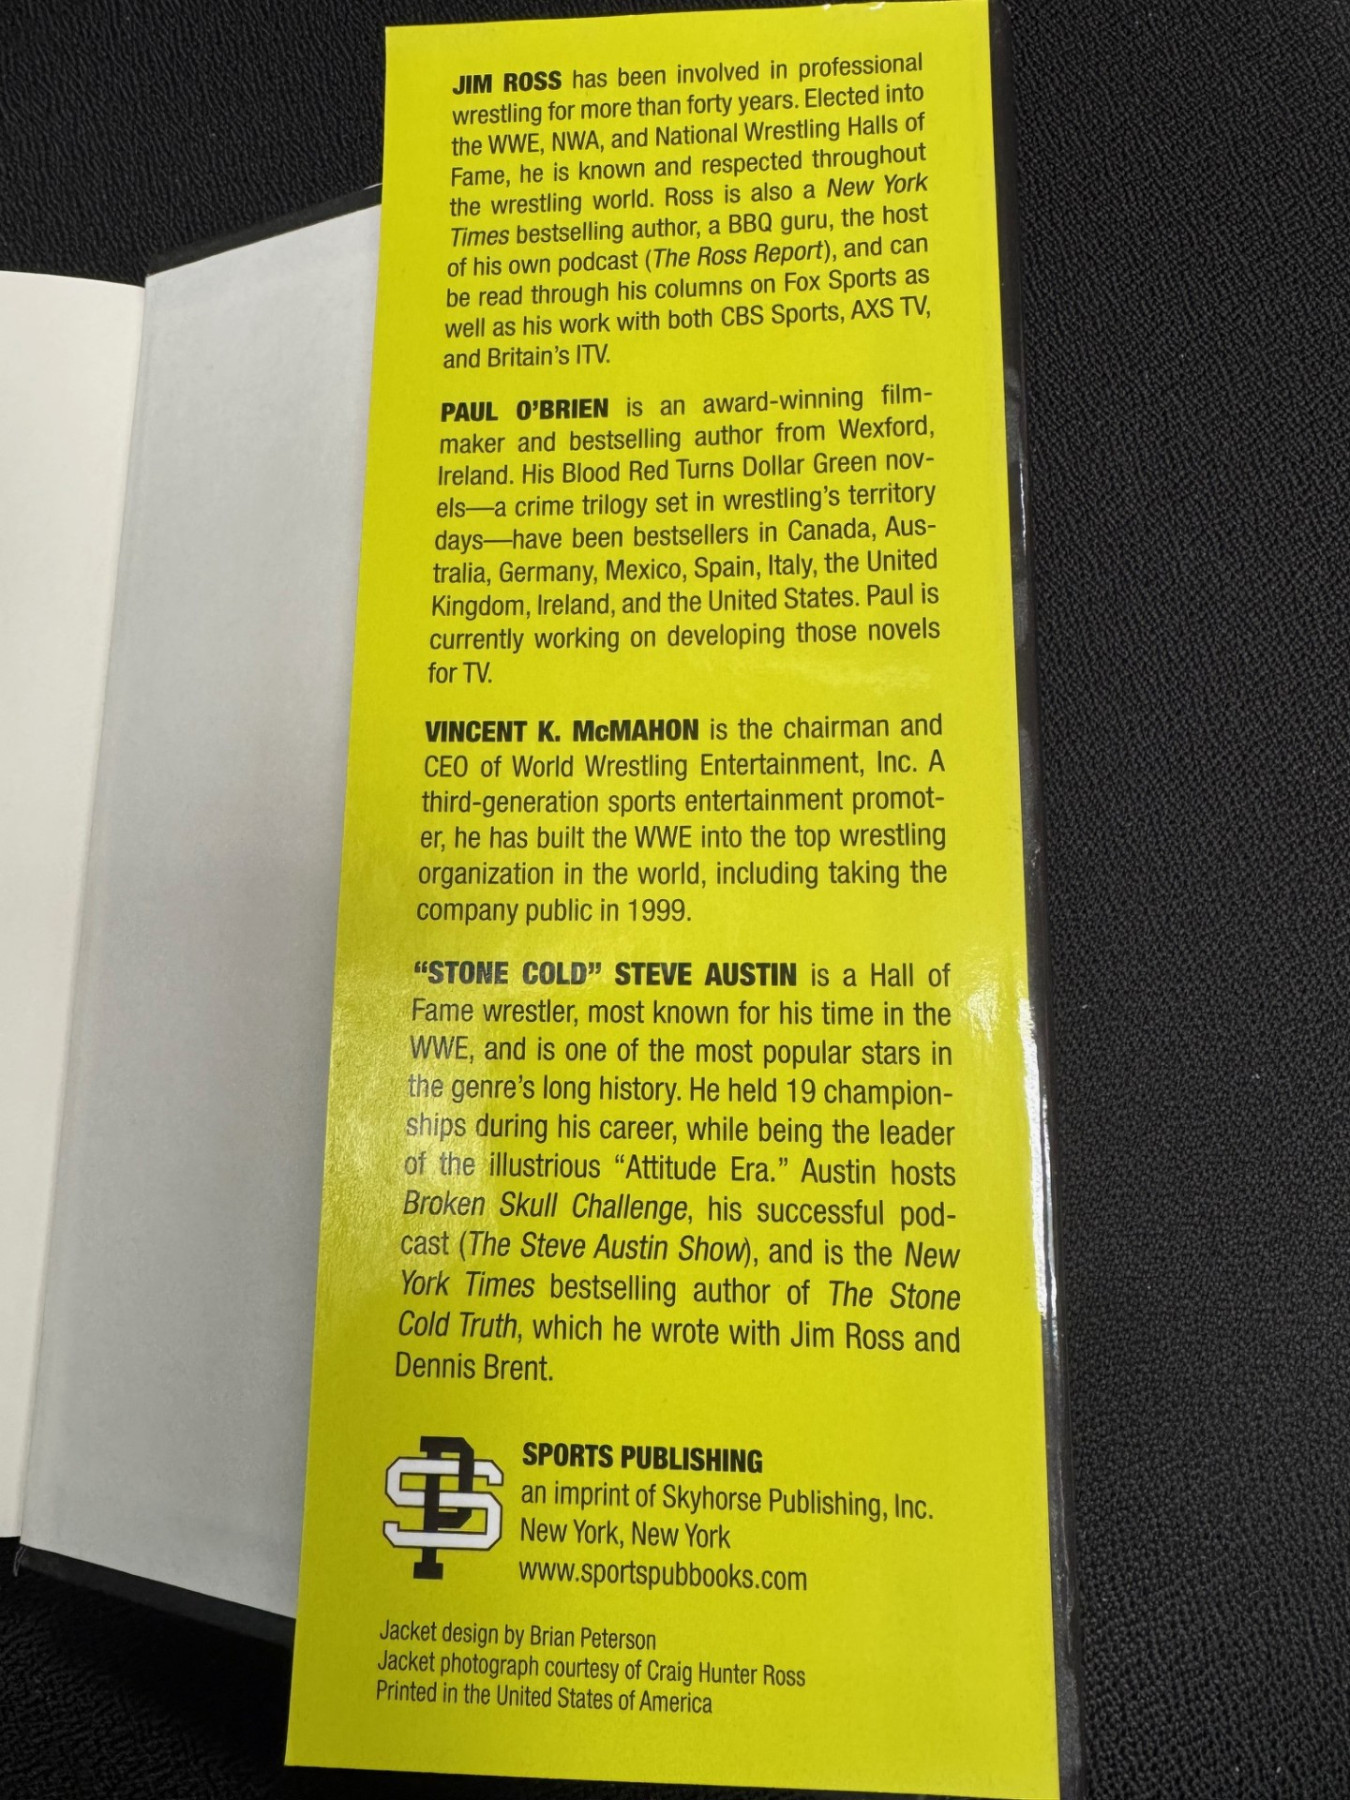 JIM ROSS has been involved in professional
wrestling for more than forty years. Elected into
the WWE, NWA, and National Wrestling Halls of
Fame, he is known and respected throughout
the wrestling world. Ross is also a New York
Times bestselling author, a BBQ guru, the host
of his own podcast (The Ross Report), and can
be read through his columns on Fox Sports as
well as his work with both CBS Sports, AXS TV,
and Britain's ITV.
PAUL O'BRIEN is an award-winning film-
maker and bestselling author from Wexford,
Ireland. His Blood Red Turns Dollar Green nov-
els—a crime trilogy set in wrestling's territory
days—have been bestsellers in Canada, Aus-
tralia, Germany, Mexico, Spain, Italy, the United
Kingdom, Ireland, and the United States. Paul is
currently working on developing those novels
for TV.
VINCENT K. McMAHON is the chairman and
CEO of World Wrestling Entertainment, Inc. A
third-generation sports entertainment promot-
er, he has built the WWE into the top wrestling
organization in the world, including taking the
company public in 1999.
“STONE COLD” STEVE AUSTIN is a Hall of
Fame wrestler, most known for his time in the
WWE, and is one of the most popular stars in
the genre's long history. He held 19 champion-
ships during his career, while being the leader
of the illustrious “Attitude Era.” Austin hosts
Broken Skull Challenge, his successful pod-
cast (The Steve Austin Show), and is the New
York Times bestselling author of The Stone
Cold Truth, which he wrote with Jim Ross and
Dennis Brent.
SP
SPORTS PUBLISHING
an imprint of Skyhorse Publishing, Inc.
New York, New York
www.sportspubbooks.com
Jacket design by Brian Peterson
Jacket photograph courtesy of Craig Hunter Ross
Printed in the United States of America